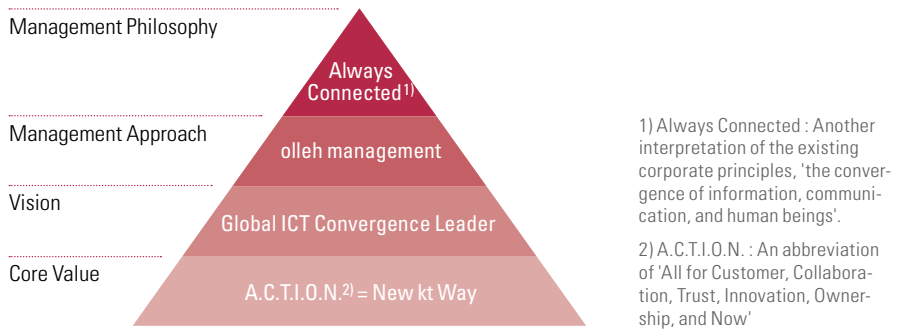 Management Philosophy
Always
Connected1)
Management Approach
olleh management
Vision
Global ICT Convergence Leader
Core Value
A.C.T.I.O.N.2) = New kt Way
1) Always Connected : Another
interpretation of the existing
corporate principles, 'the conver-
gence of information, communi-
cation, and human beings'.
2) A.C.T.I.O.N. : An abbreviation
of 'All for Customer, Collabora-
tion, Trust, Innovation, Owner-
ship, and Now'